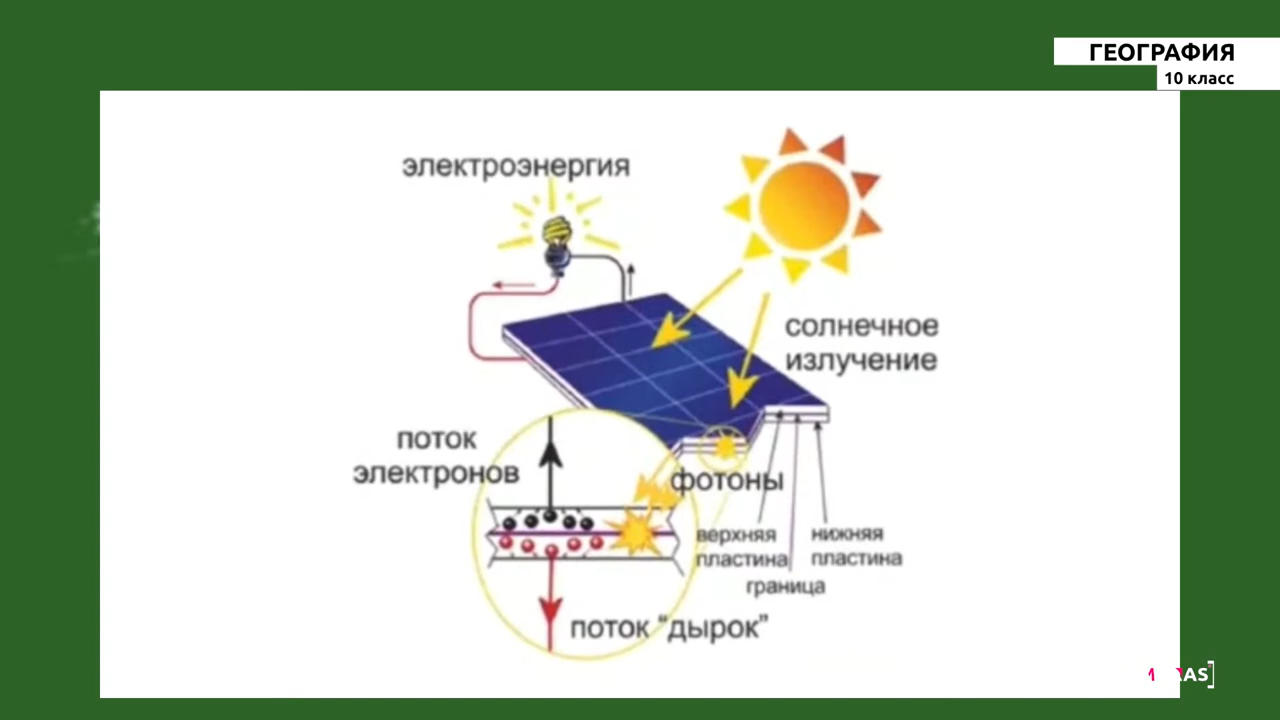 ГЕОГРАФИЯ
10 класс
электроэнергия
солнечное
излучение
поток
электронов
фотоны
верхняя
пластина
нижняя
пластина
граница
поток "дырок"